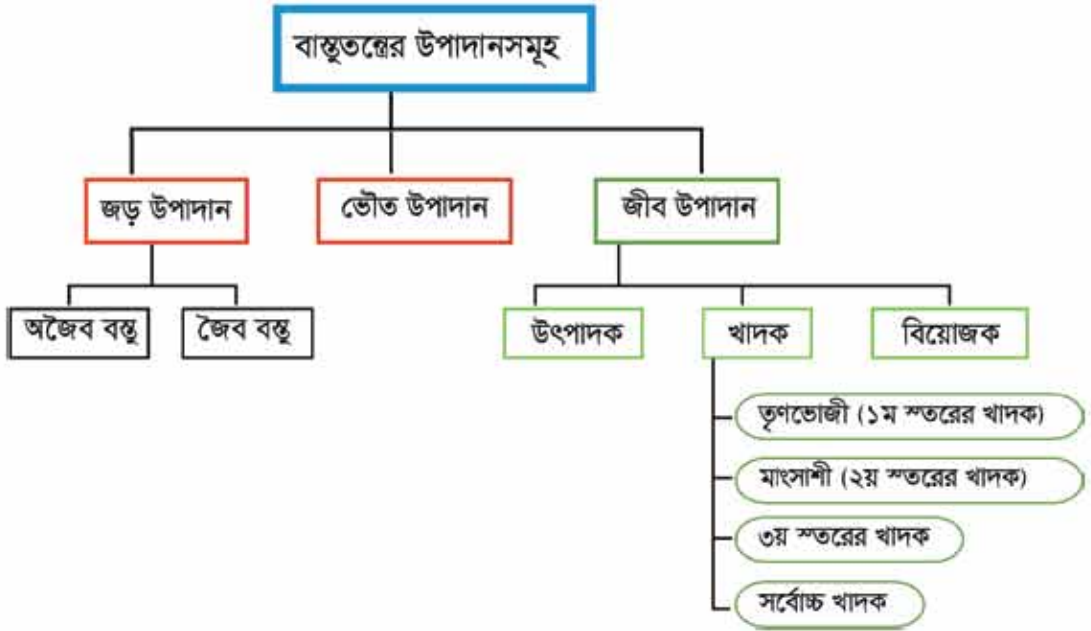 বাস্তুতন্ত্রের উপাদানসমূহ
জড় উপাদান
ভৌত উপাদান
জীব উপাদান
অজৈব বস্তু
জৈব বস্তু
উৎপাদক
খাদক
বিয়োজক
তৃণভোজী (১ম স্তরের খাদক)
মাংসাশী (২য় স্তরের খাদক)
৩য় স্তরের খাদক
সর্বোচ্চ খাদক